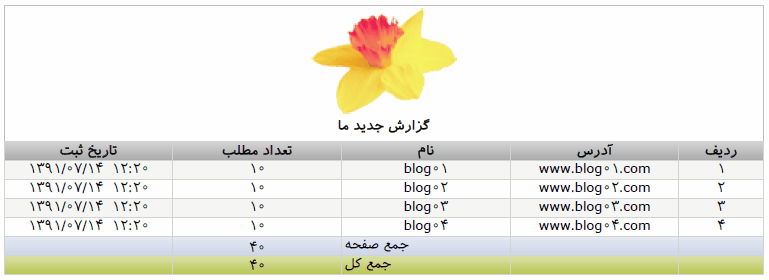 گزارش جدید ما
ردیف آدرس نام تعداد مطلب تاریخ ثبت
۱ www.blog۰۱.com blog۰۱ ۱۰ ۱۳۹۱/۰۷/۱۴ ۱۲:۲۰
۲ www.blog۰۲.com blog۰۲ ۱۰ ۱۳۹۱/۰۷/۱۴ ۱۲:۲۰
۳ www.blog۰۳.com blog۰۳ ۱۰ ۱۳۹۱/۰۷/۱۴ ۱۲:۲۰
۴ www.blog۰۴.com blog۰۴ ۱۰ ۱۳۹۱/۰۷/۱۴ ۱۲:۲۰
جمع صفحه ۴۰
جمع کل ۴۰